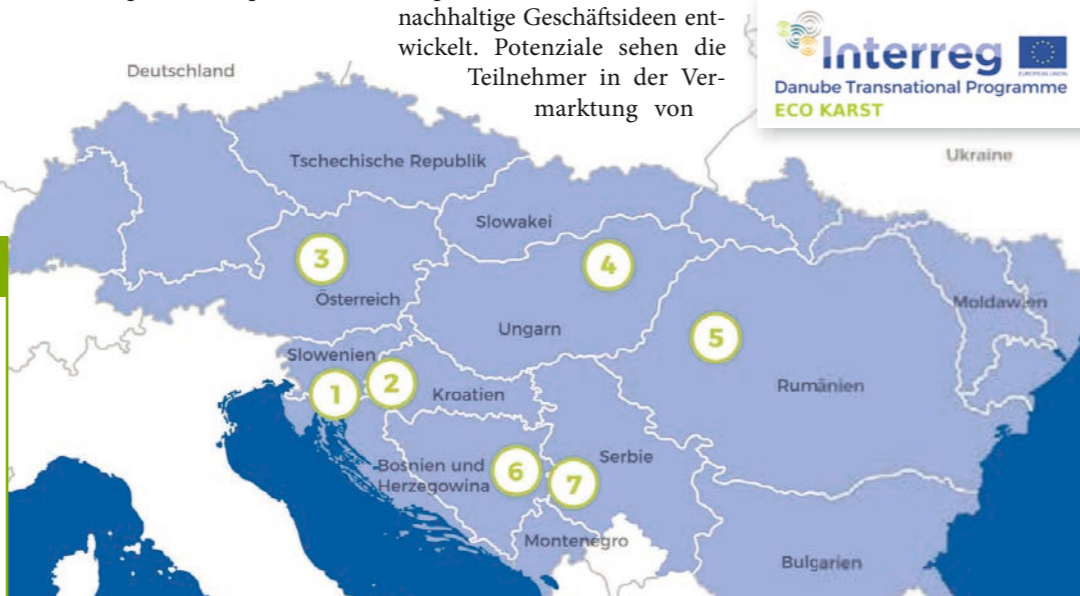 nachhaltige Geschäftsideen ent-
wickelt. Potenziale sehen die
Teilnehmer in der Ver-
marktung von
Interreg
EUROPEAN UNION
Danube Transnational Programme
ECO KARST
Deutschland
Tschechische Republik
Ukraine
Slowakei
3
4
Österreich
Moldawien
Ungarn
5
Slowenien
1
2
Kroatien
Rumänien
Bosnien und
Herzegowina
6
7
Serbie
Montenegro
Bulgarien